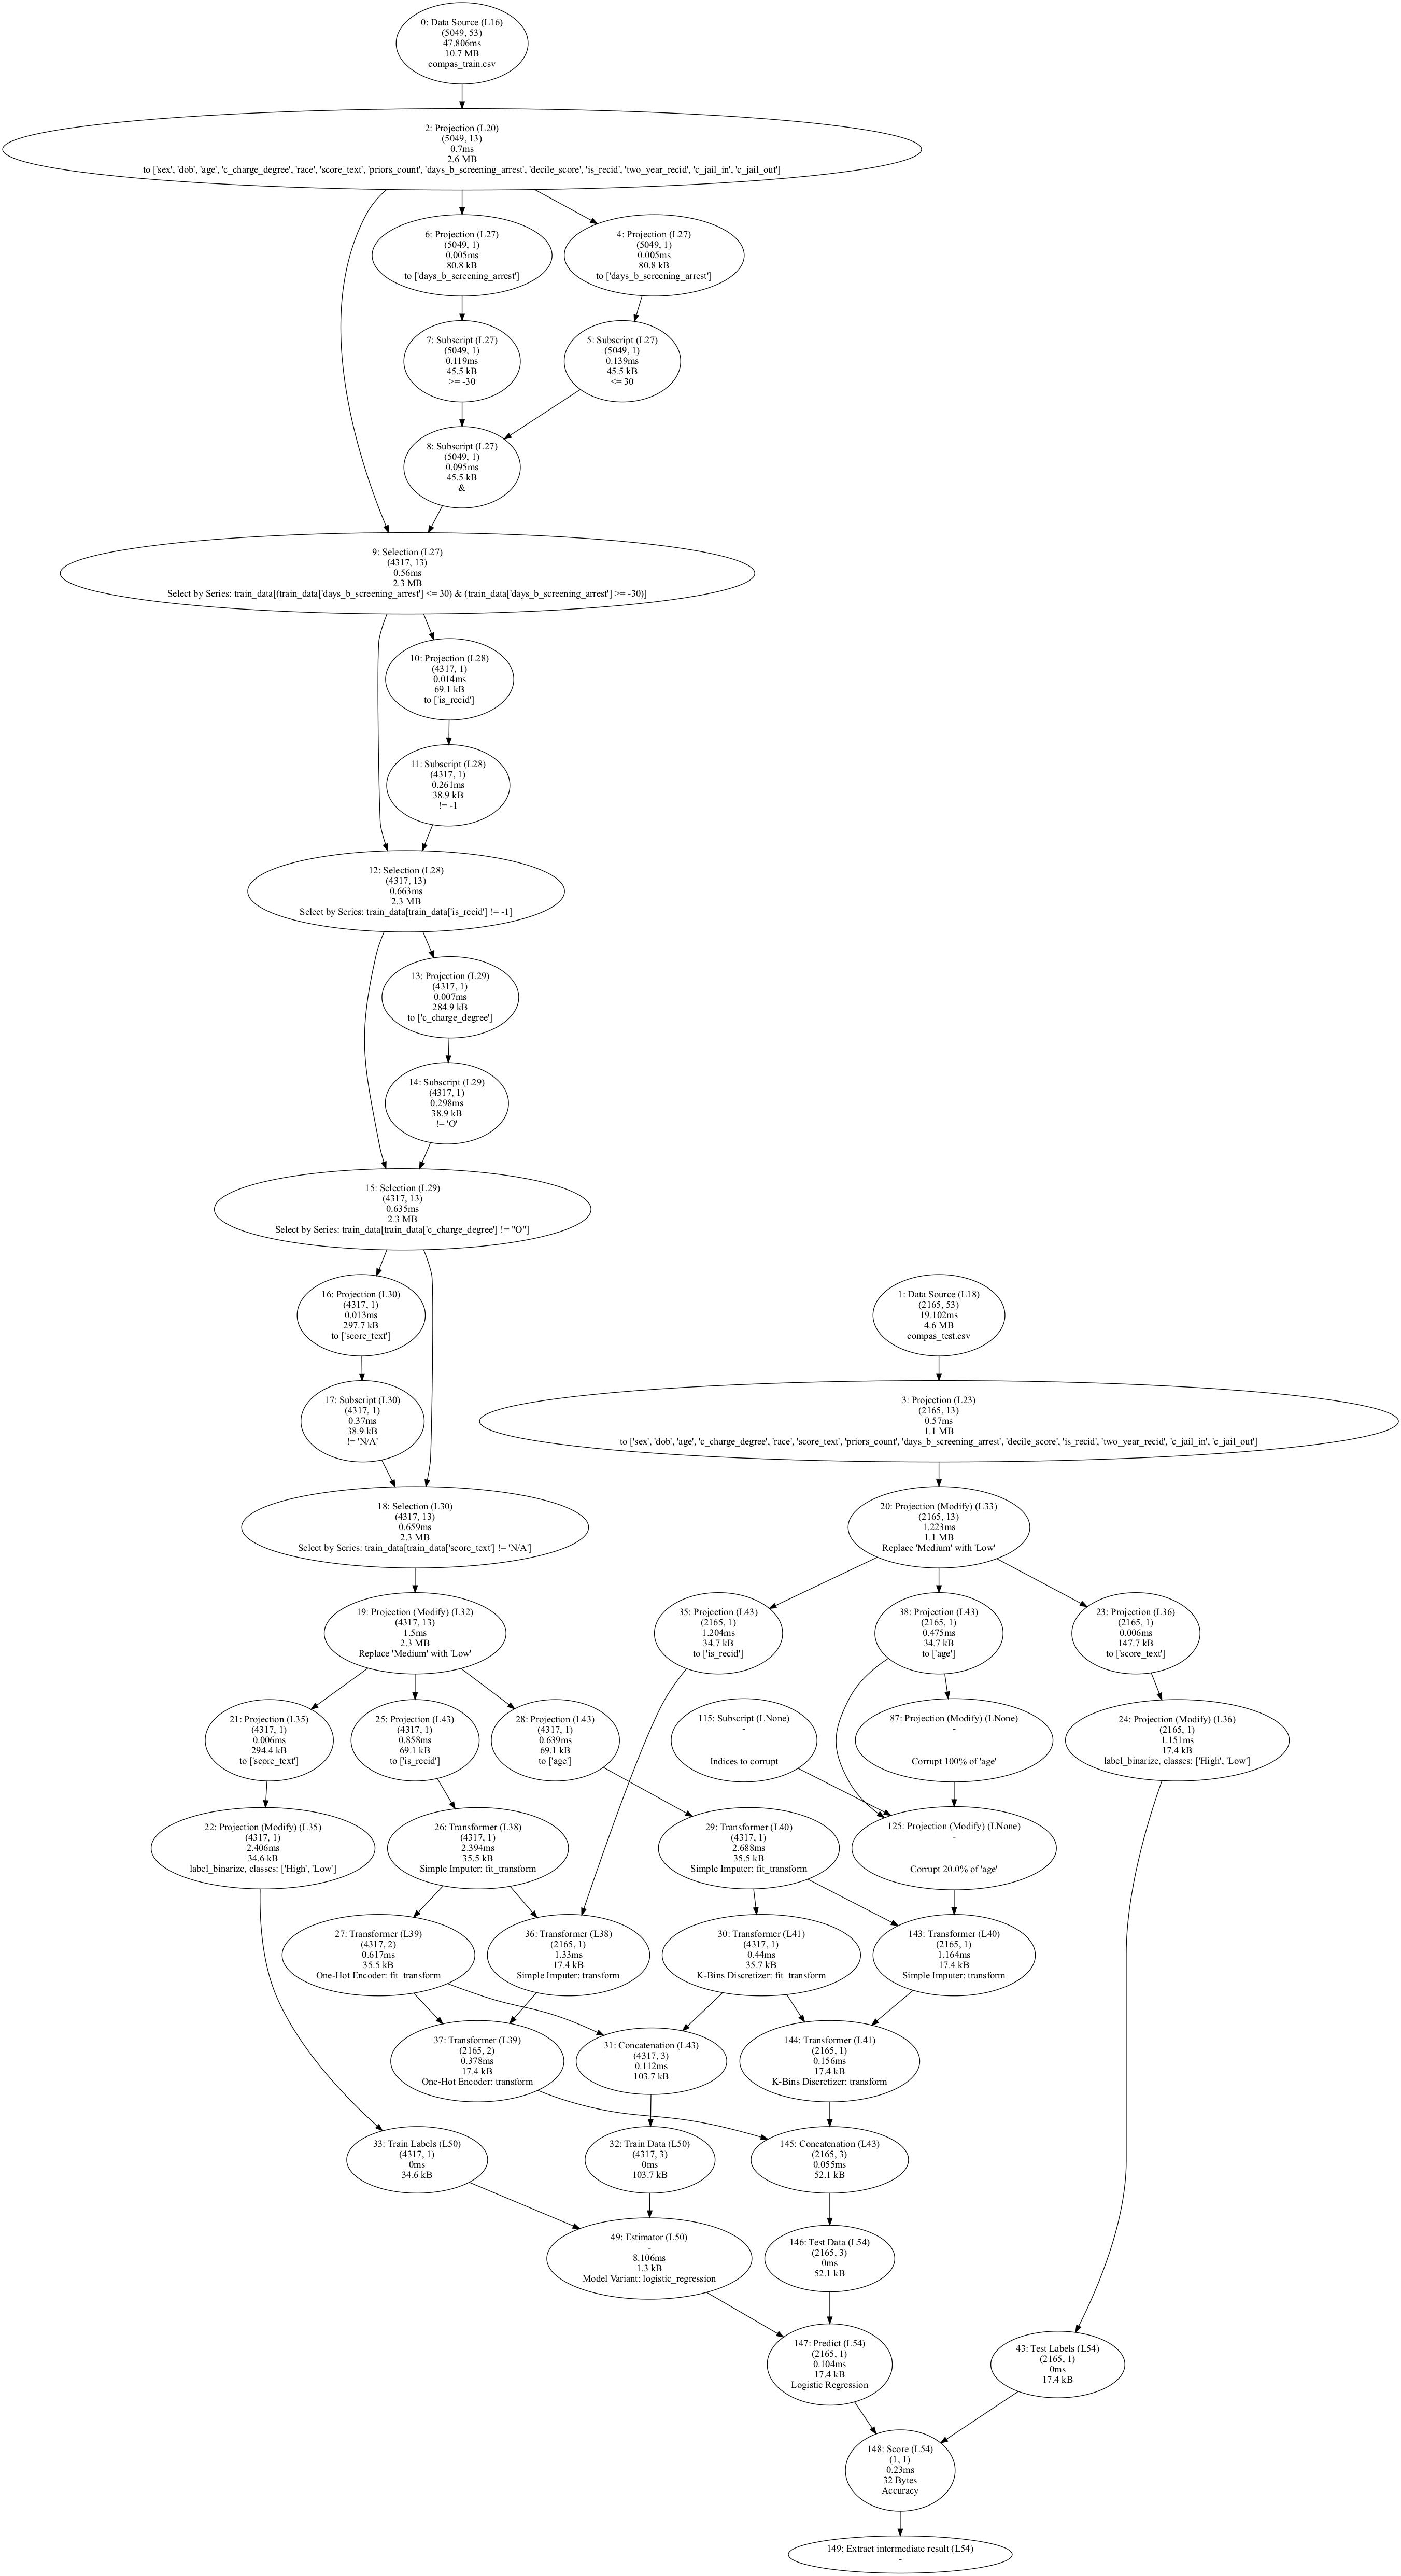 0: Data Source (L16)
(5049, 53)
47.806ms
10.7 MB
compas_train.csv
2: Projection (L20)
(5049, 13)
0.7ms
2.6 MB
to ['sex', 'dob', 'age', 'c_charge_degree', 'race', 'score_text', 'priors_count', 'days_b_screening_arrest', 'decile_score', 'is_recid', 'two_year_recid', 'c_jail_in', 'c_jail_out']
6: Projection (L27)
(5049, 1)
0.005ms
80.8 kB
to ['days_b_screening_arrest']
4: Projection (L27)
(5049, 1)
0.005ms
80.8 kB
to ['days_b_screening_arrest']
7: Subscript (L27)
(5049, 1)
0.119ms
45.5 kB
>= -30
5: Subscript (L27)
(5049, 1)
0.139ms
45.5 kB
<= 30
8: Subscript (L27)
(5049, 1)
0.095ms
45.5 kB
&
9: Selection (L27)
(4317, 13)
0.56ms
2.3 MB
Select by Series: train_data[(train_data['days_b_screening_arrest'] <= 30) & (train_data['days_b_screening_arrest'] >= -30)]
10: Projection (L28)
(4317, 1)
0.014ms
69.1 kB
to ['is_recid']
11: Subscript (L28)
(4317, 1)
0.261ms
38.9 kB
!= -1
12: Selection (L28)
(4317, 13)
0.663ms
2.3 MB
Select by Series: train_data[train_data['is_recid'] != -1]
13: Projection (L29)
(4317, 1)
0.007ms
284.9 kB
to ['c_charge_degree']
14: Subscript (L29)
(4317, 1)
0.298ms
38.9 kB
!= 'O'
15: Selection (L29)
(4317, 13)
0.635ms
2.3 MB
Select by Series: train_data[train_data['c_charge_degree'] != "O"]
16: Projection (L30)
(4317, 1)
0.013ms
297.7 kB
to ['score_text']
1: Data Source (L18)
(2165, 53)
19.102ms
4.6 MB
compas_test.csv
17: Subscript (L30)
(4317, 1)
0.37ms
38.9 kB
!= 'N/A'
3: Projection (L23)
(2165, 13)
0.57ms
1.1 MB
to ['sex', 'dob', 'age', 'c_charge_degree', 'race', 'score_text', 'priors_count', 'days_b_screening_arrest', 'decile_score', 'is_recid', 'two_year_recid', 'c_jail_in', 'c_jail_out']
18: Selection (L30)
(4317, 13)
0.659ms
2.3 MB
Select by Series: train_data[train_data['score_text'] != 'N/A']
20: Projection (Modify) (L33)
(2165, 13)
1.223ms
1.1 MB
Replace 'Medium' with 'Low'
19: Projection (Modify) (L32)
(4317, 13)
1.5ms
2.3 MB
Replace 'Medium' with 'Low'
35: Projection (L43)
(2165, 1)
1.204ms
34.7 kB
to ['is_recid']
38: Projection (L43)
(2165, 1)
0.475ms
34.7 kB
to ['age']
23: Projection (L36)
(2165, 1)
0.006ms
147.7 kB
to ['score_text']
21: Projection (L35)
(4317, 1)
0.006ms
294.4 kB
to ['score_text']
25: Projection (L43)
(4317, 1)
0.858ms
69.1 kB
to ['is_recid']
28: Projection (L43)
(4317, 1)
0.639ms
69.1 kB
to ['age']
115: Subscript (LNone)
-
Indices to corrupt
87: Projection (Modify) (LNone)
-
Corrupt 100% of 'age'
24: Projection (Modify) (L36)
(2165, 1)
1.151ms
17.4 kB
label_binarize, classes: ['High', 'Low']
22: Projection (Modify) (L35)
(4317, 1)
2.406ms
34.6 kB
label_binarize, classes: ['High', 'Low']
26: Transformer (L38)
(4317, 1)
2.394ms
35.5 kB
Simple Imputer: fit_transform
29: Transformer (L40)
(4317, 1)
2.688ms
35.5 kB
Simple Imputer: fit_transform
125: Projection (Modify) (LNone)
-
Corrupt 20.0% of 'age'
27: Transformer (L39)
(4317, 2)
0.617ms
35.5 kB
One-Hot Encoder: fit_transform
36: Transformer (L38)
(2165, 1)
1.33ms
17.4 kB
Simple Imputer: transform
30: Transformer (L41)
(4317, 1)
0.44ms
35.7 kB
K-Bins Discretizer: fit_transform
143: Transformer (L40)
(2165, 1)
1.164ms
17.4 kB
Simple Imputer: transform
37: Transformer (L39)
(2165, 2)
0.378ms
17.4 kB
One-Hot Encoder: transform
31: Concatenation (L43)
(4317, 3)
0.112ms
103.7 kB
144: Transformer (L41)
(2165, 1)
0.156ms
17.4 kB
K-Bins Discretizer: transform
33: Train Labels (L50)
(4317, 1)
0ms
34.6 kB
32: Train Data (L50)
(4317, 3)
0ms
103.7 kB
145: Concatenation (L43)
(2165, 3)
0.055ms
52.1 kB
49: Estimator (L50)
-
8.106ms
1.3 kB
Model Variant: logistic_regression
146: Test Data (L54)
(2165, 3)
0ms
52.1 kB
147: Predict (L54)
(2165, 1)
0.104ms
17.4 kB
Logistic Regression
43: Test Labels (L54)
(2165, 1)
0ms
17.4 kB
148: Score (L54)
(1, 1)
0.23ms
32 Bytes
Accuracy
149: Extract intermediate result (L54)
-